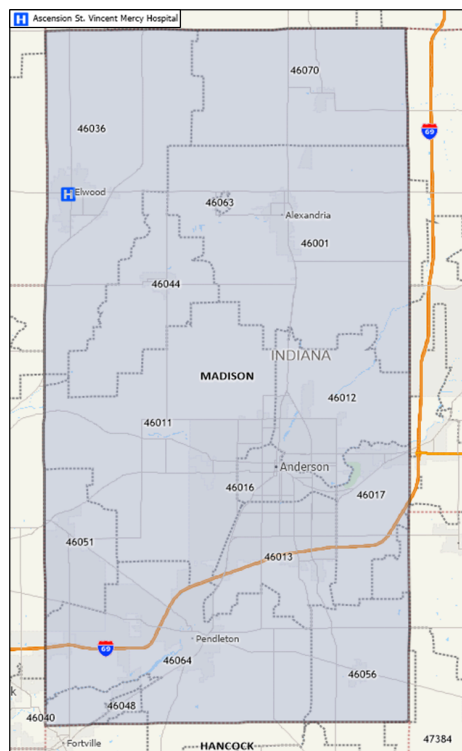 H Ascension St. Vincent Mercy Hospital
46070
46036
69
H Elwood
46063
Alexandria
46001
46044
INDIANA
MADISON
46012
46011
Anderson
46016
46017
46051
46013
Pendleton
69
46064
46056
46048
46040
Fortville
47384
HANCOCK